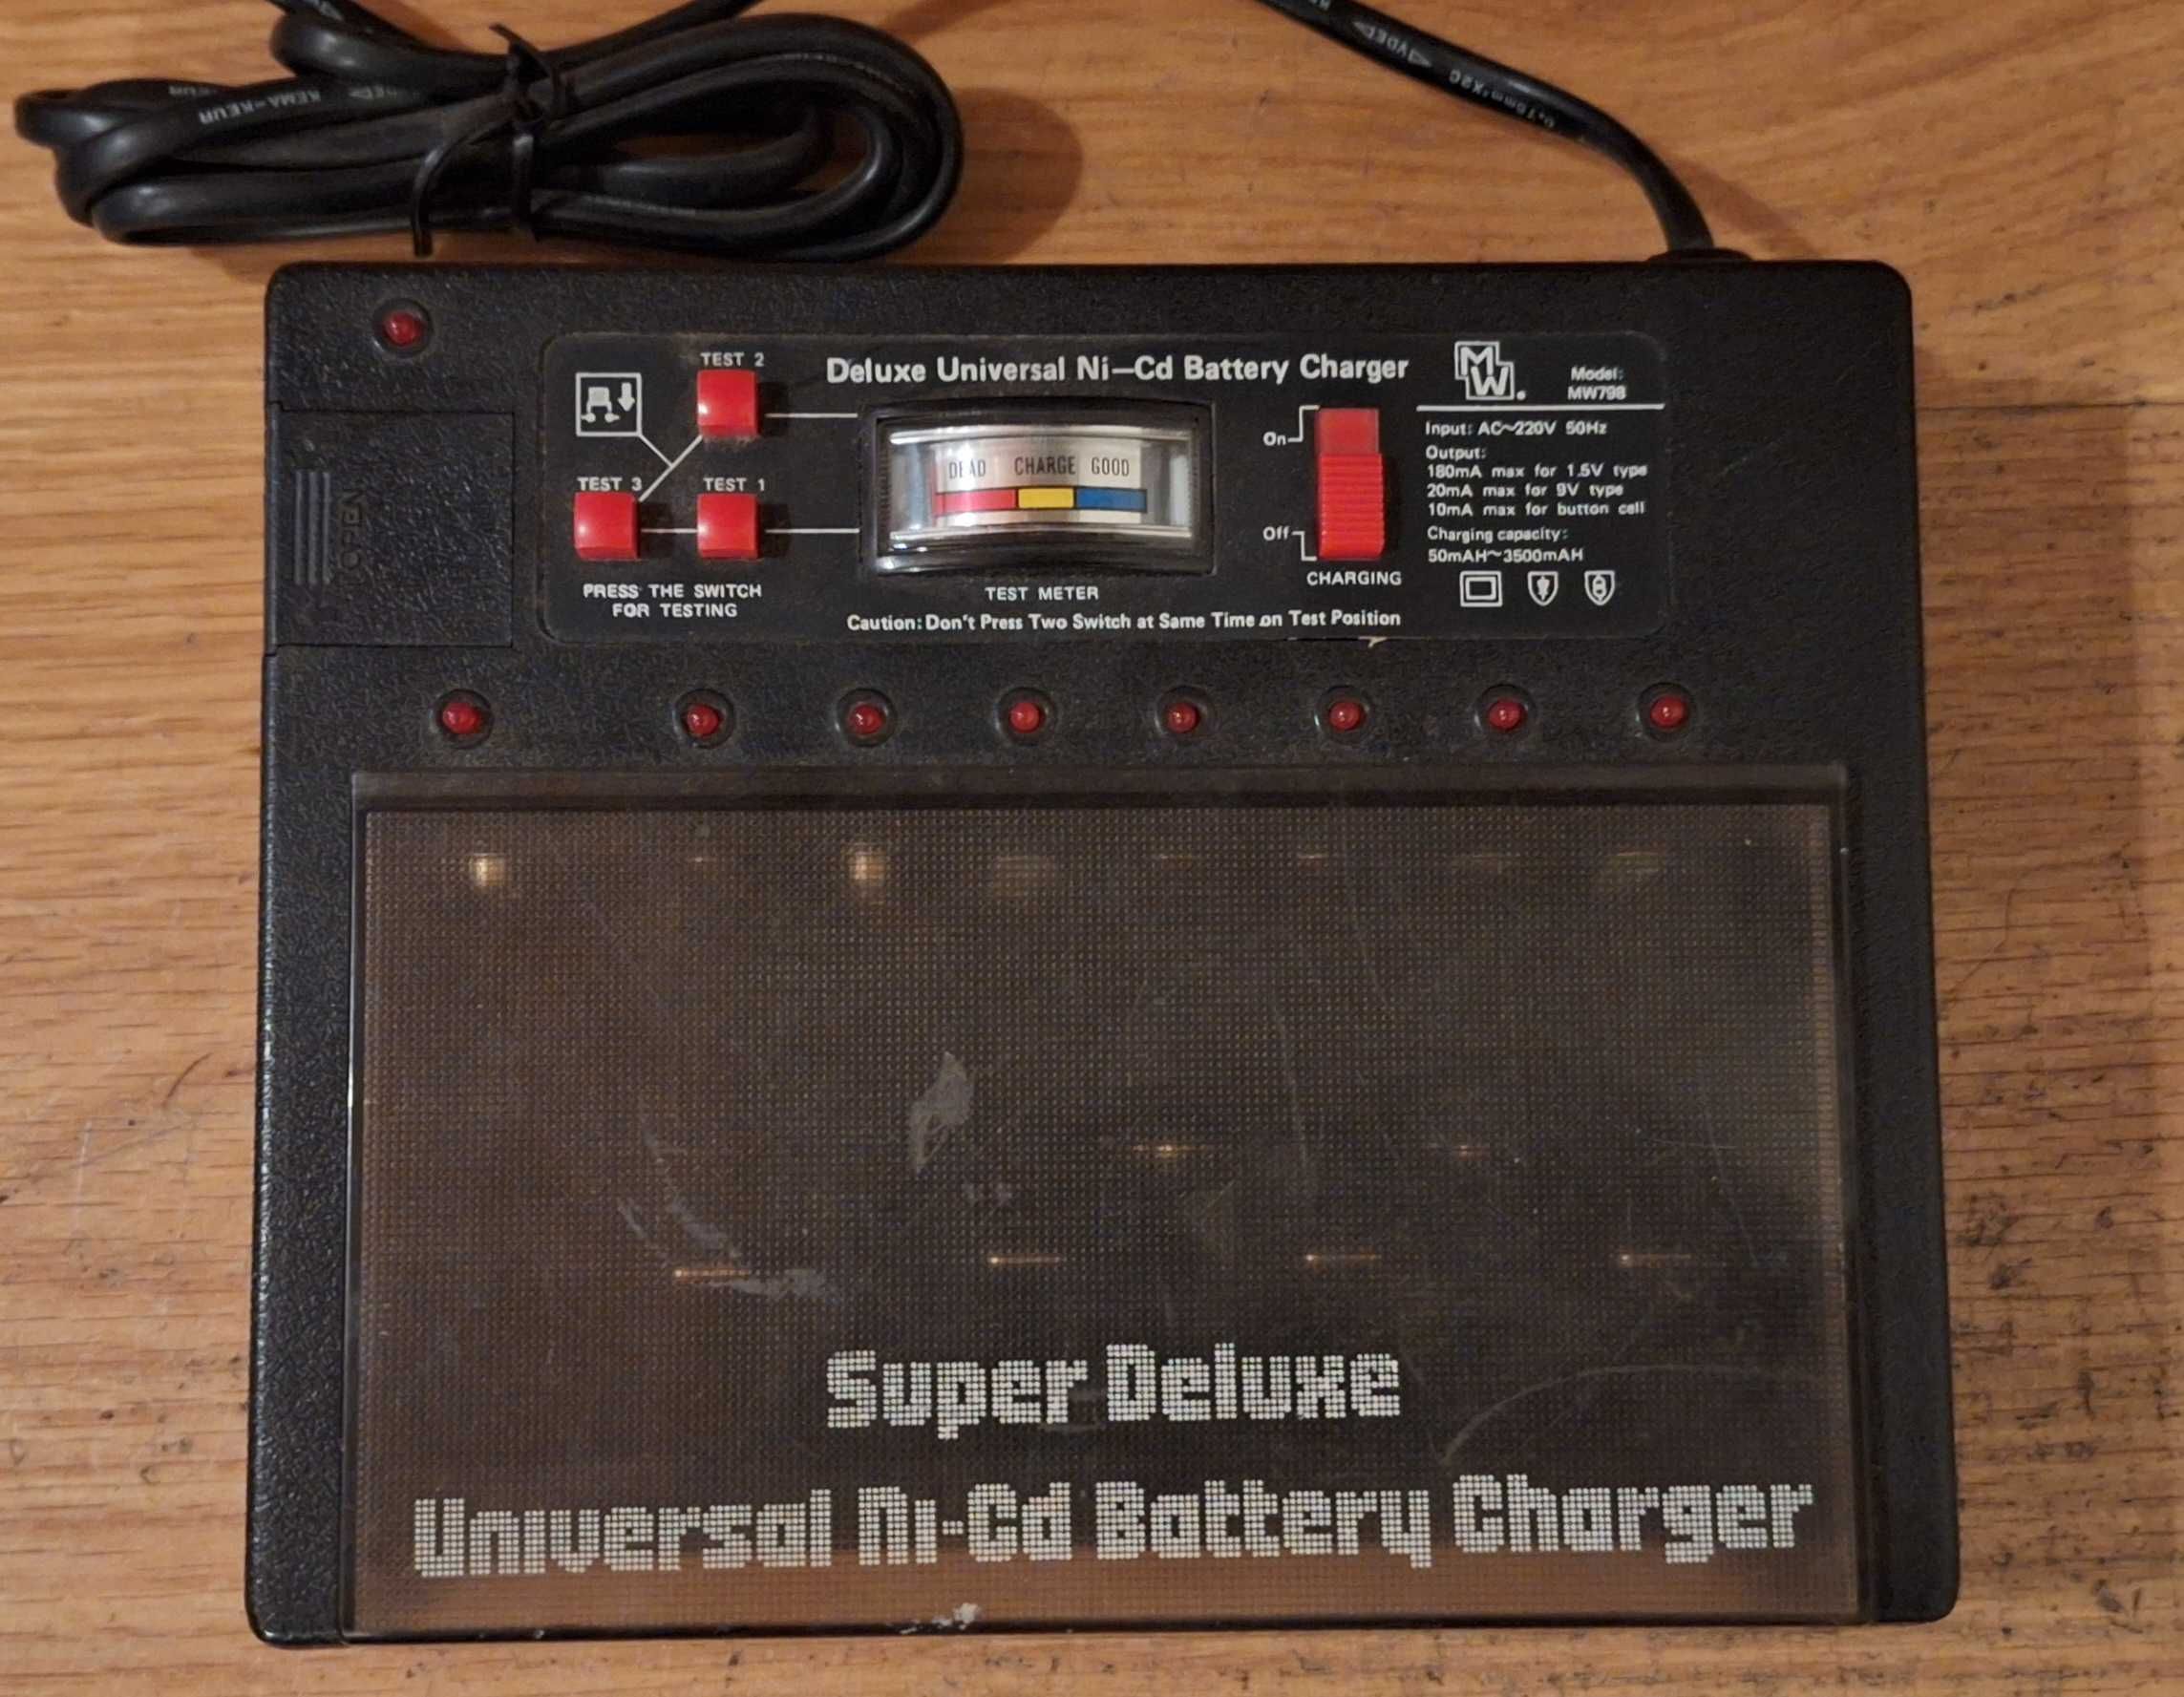 KEMA-KEUR
VDE
0.75mm²X2C
TEST 2
Deluxe Universal Ni-Cd Battery Charger
MW.
Model:
MW798
On
Input: AC~220V 50Hz
Output:
180mA max for 1.5V type
20mA max for 9V type
10mA max for button cell
DEAD CHARGE GOOD
TEST 3
TEST 1
OPEN
Off
Charging capacity:
50mAH~3500mAH
CHARGING
PRESS THE SWITCH
FOR TESTING
TEST METER
Caution: Don't Press Two Switch at Same Time on Test Position
Super Deluxe
Universal Ni-Cd Battery Charger